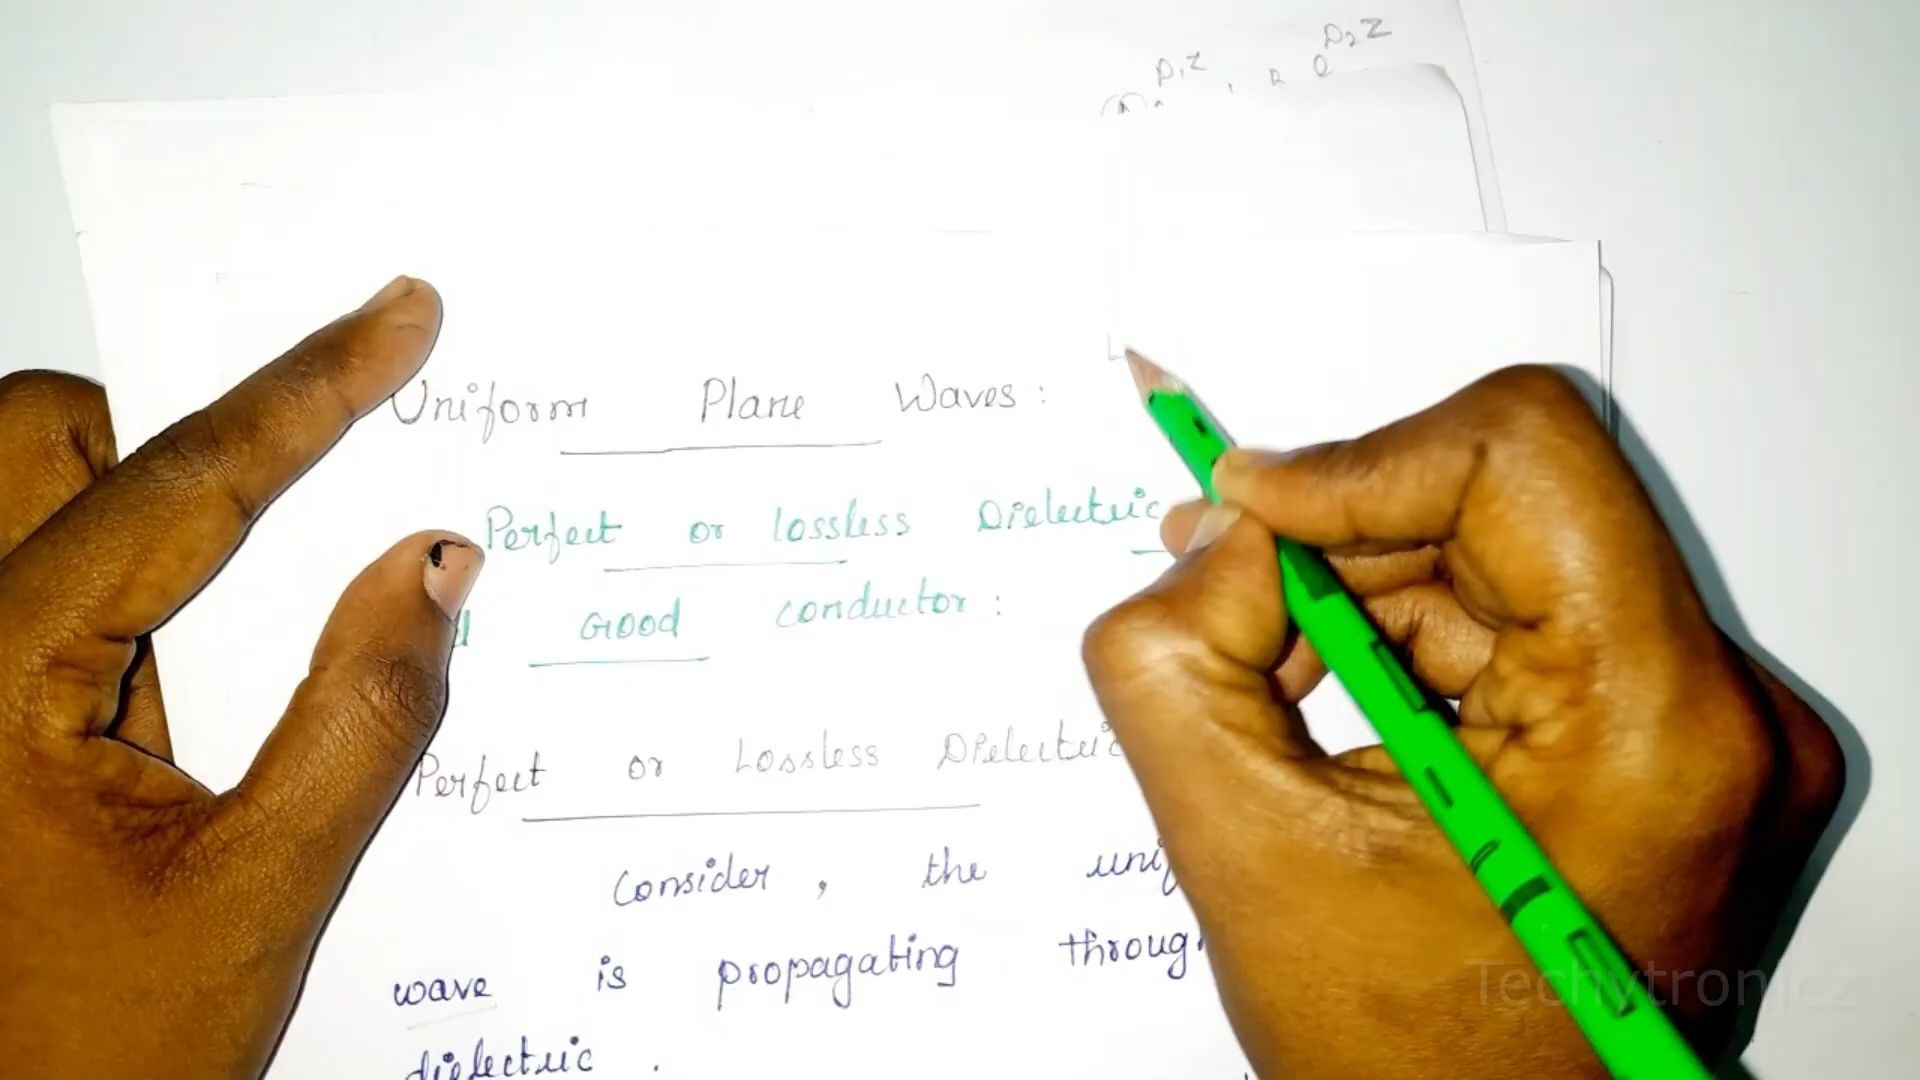 Uniform Plane Waves:
Perfect or lossless Dielectric
Good conductor:
Perfect or Lossless Dielectric
Consider, the
wave is propagating
dielectric.
Techytronicz